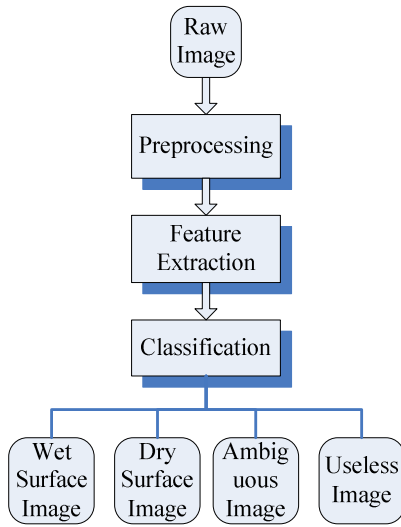 Raw
Image
Preprocessing
Feature
Extraction
Classification
Wet
Surface
Image
Dry
Surface
Image
Ambig
uous
Image
Useless
Image